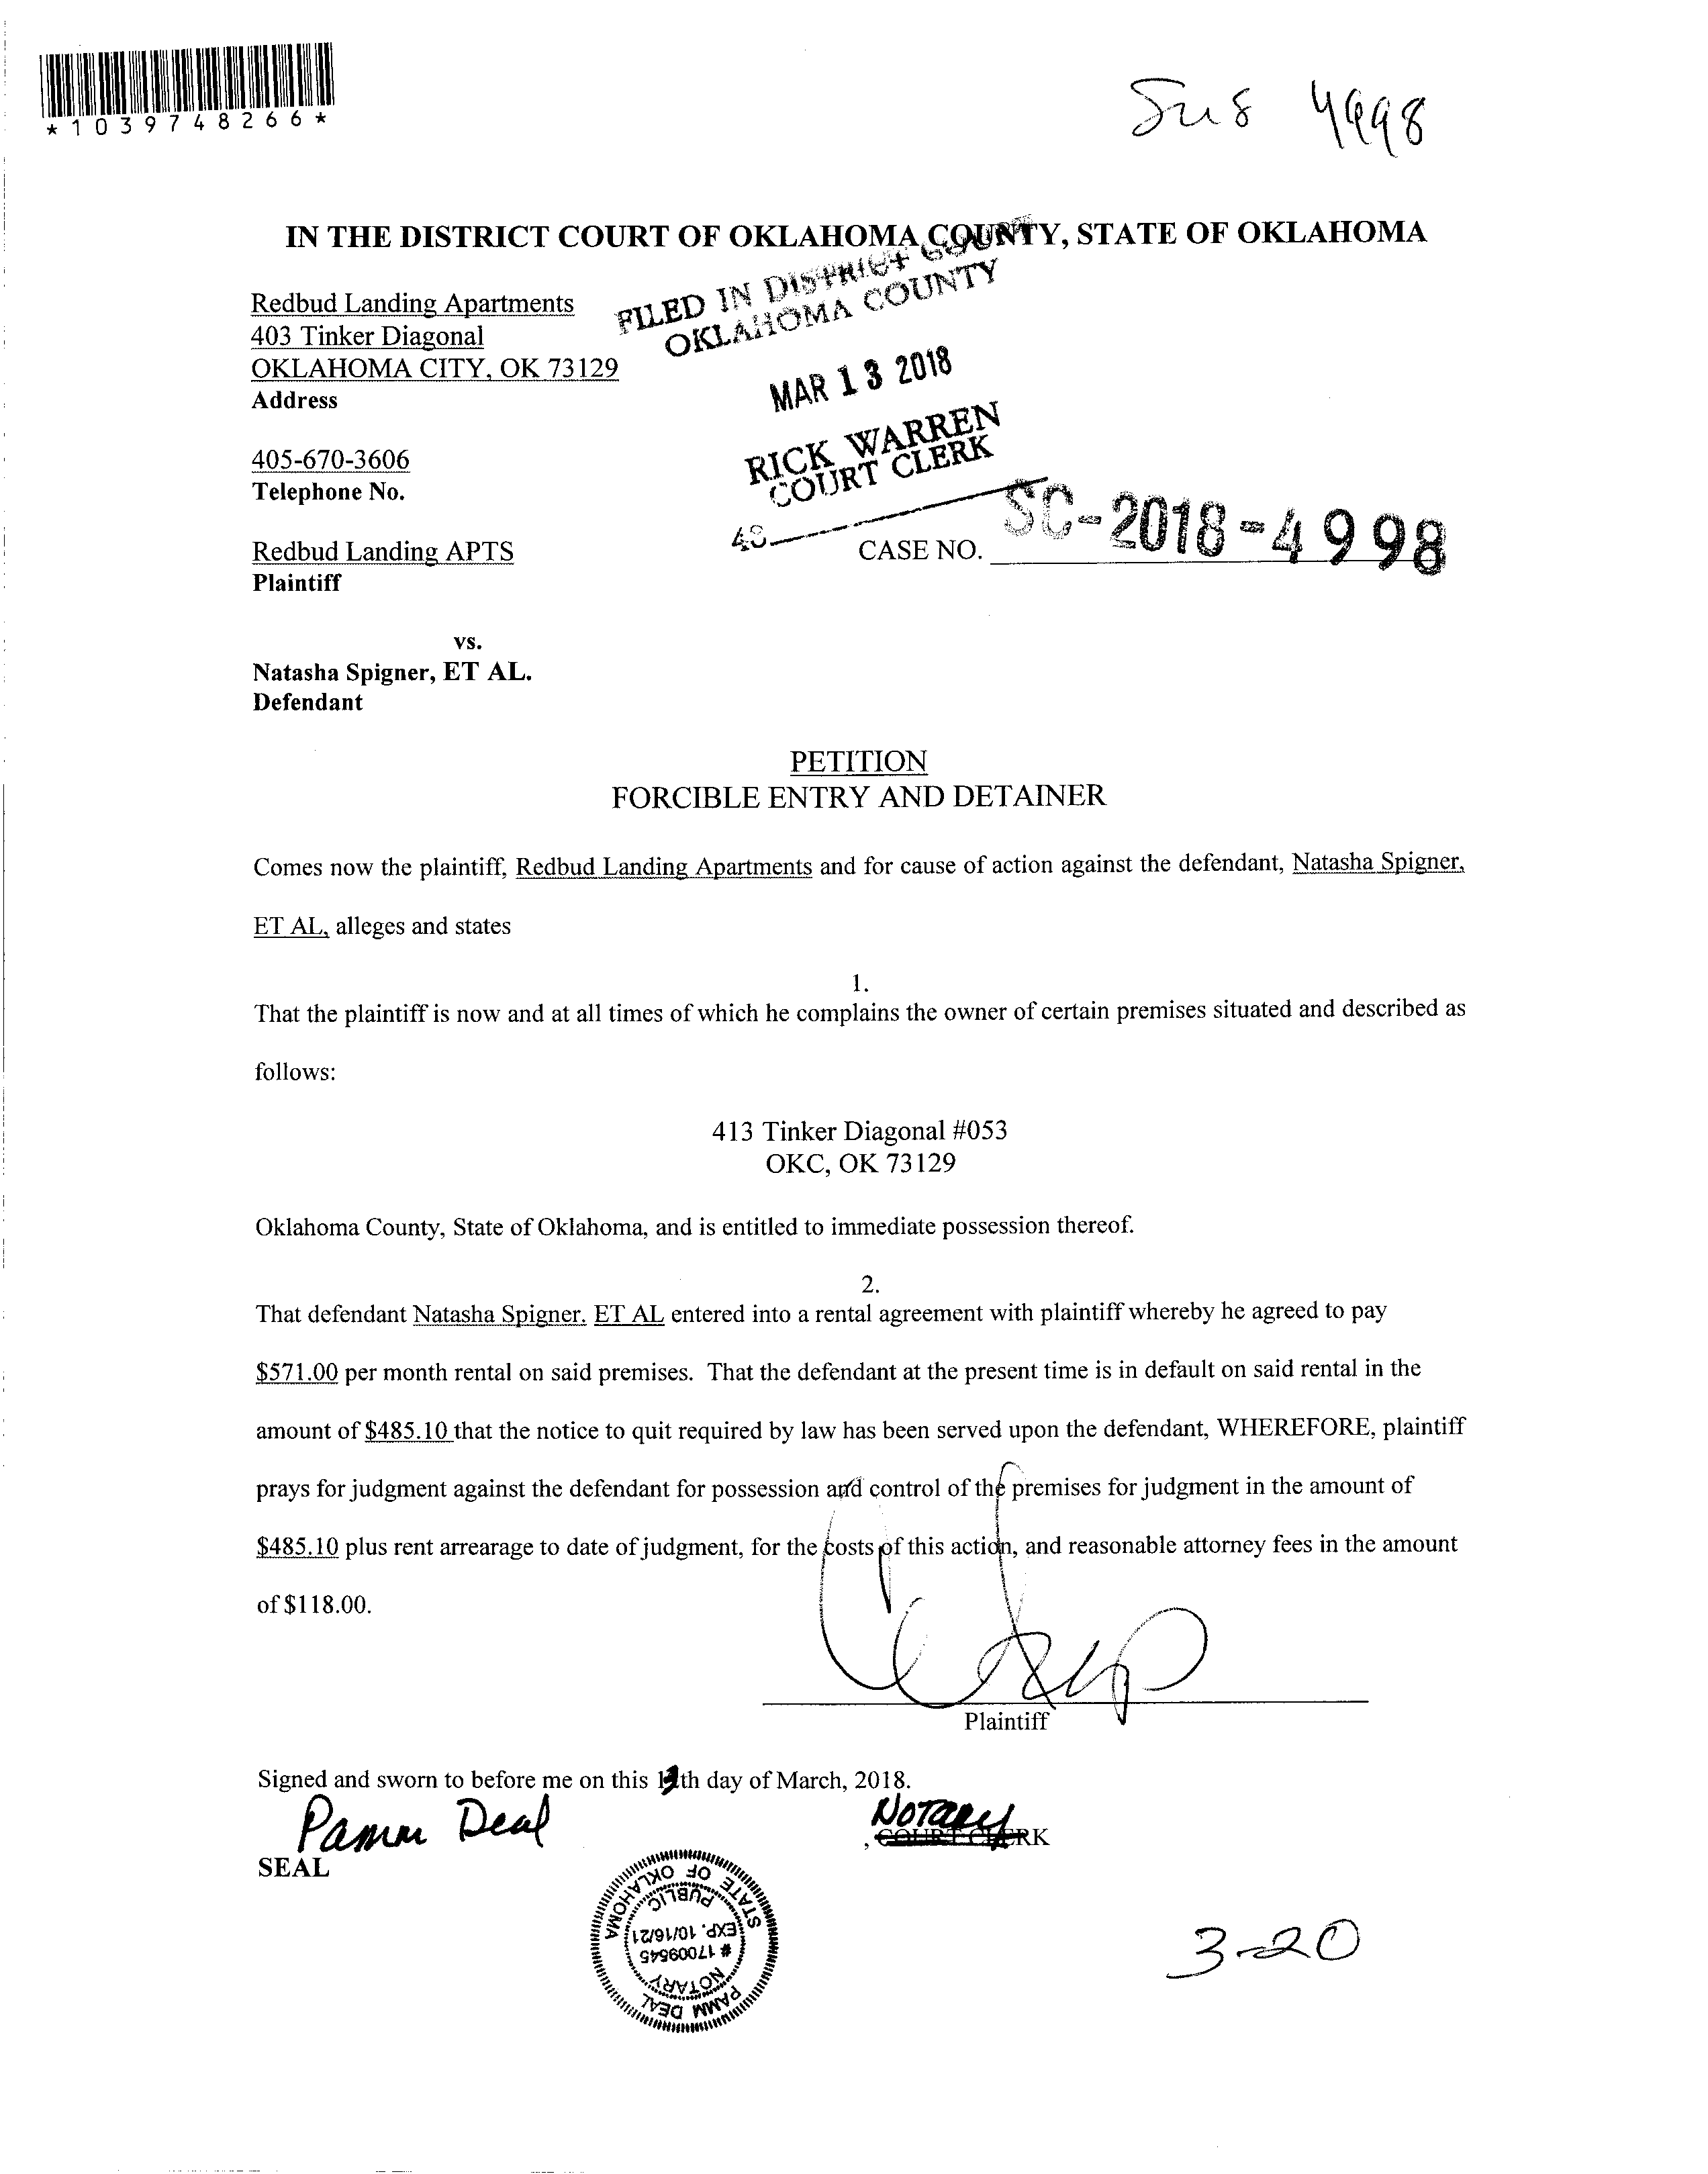 *1039748266*
4998
IN THE DISTRICT COURT OF OKLAHOMA COUNTY, STATE OF OKLAHOMA
FILED IN DISTRICT COURT
OKLAHOMA COUNTY
MAR 13 2018
RICK WARREN
COURT CLERK
Redbud Landing Apartments
403 Tinker Diagonal
OKLAHOMA CITY, OK 73129
Address
405-670-3606
Telephone No.
Redbud Landing APTS
Plaintiff
CASE NO. SC-2018-4998
vs.
Natasha Spigner, ET AL.
Defendant
PETITION
FORCIBLE ENTRY AND DETAINER
Comes now the plaintiff, Redbud Landing Apartments and for cause of action against the defendant, Natasha Spigner,
ET AL, alleges and states
1.
That the plaintiff is now and at all times of which he complains the owner of certain premises situated and described as
follows:
413 Tinker Diagonal #053
OKC, OK 73129
Oklahoma County, State of Oklahoma, and is entitled to immediate possession thereof.
2.
That defendant Natasha Spigner. ET AL entered into a rental agreement with plaintiff whereby he agreed to pay
$571.00 per month rental on said premises. That the defendant at the present time is in default on said rental in the
amount of $485.10 that the notice to quit required by law has been served upon the defendant, WHEREFORE, plaintiff
prays for judgment against the defendant for possession and control of the premises for judgment in the amount of
$485.10 plus rent arrearage to date of judgment, for the costs of this action, and reasonable attorney fees in the amount
of $118.00.
Plaintiff
Signed and sworn to before me on this 13th day of March, 2018.
Pamm Deal
Notary
, COURT CLERK
SEAL
STATE OF OKLAHOMA
PUBLIC
EXP. 10/16/21
# 17009545
NOTARY
PAMM DEAL
3-20